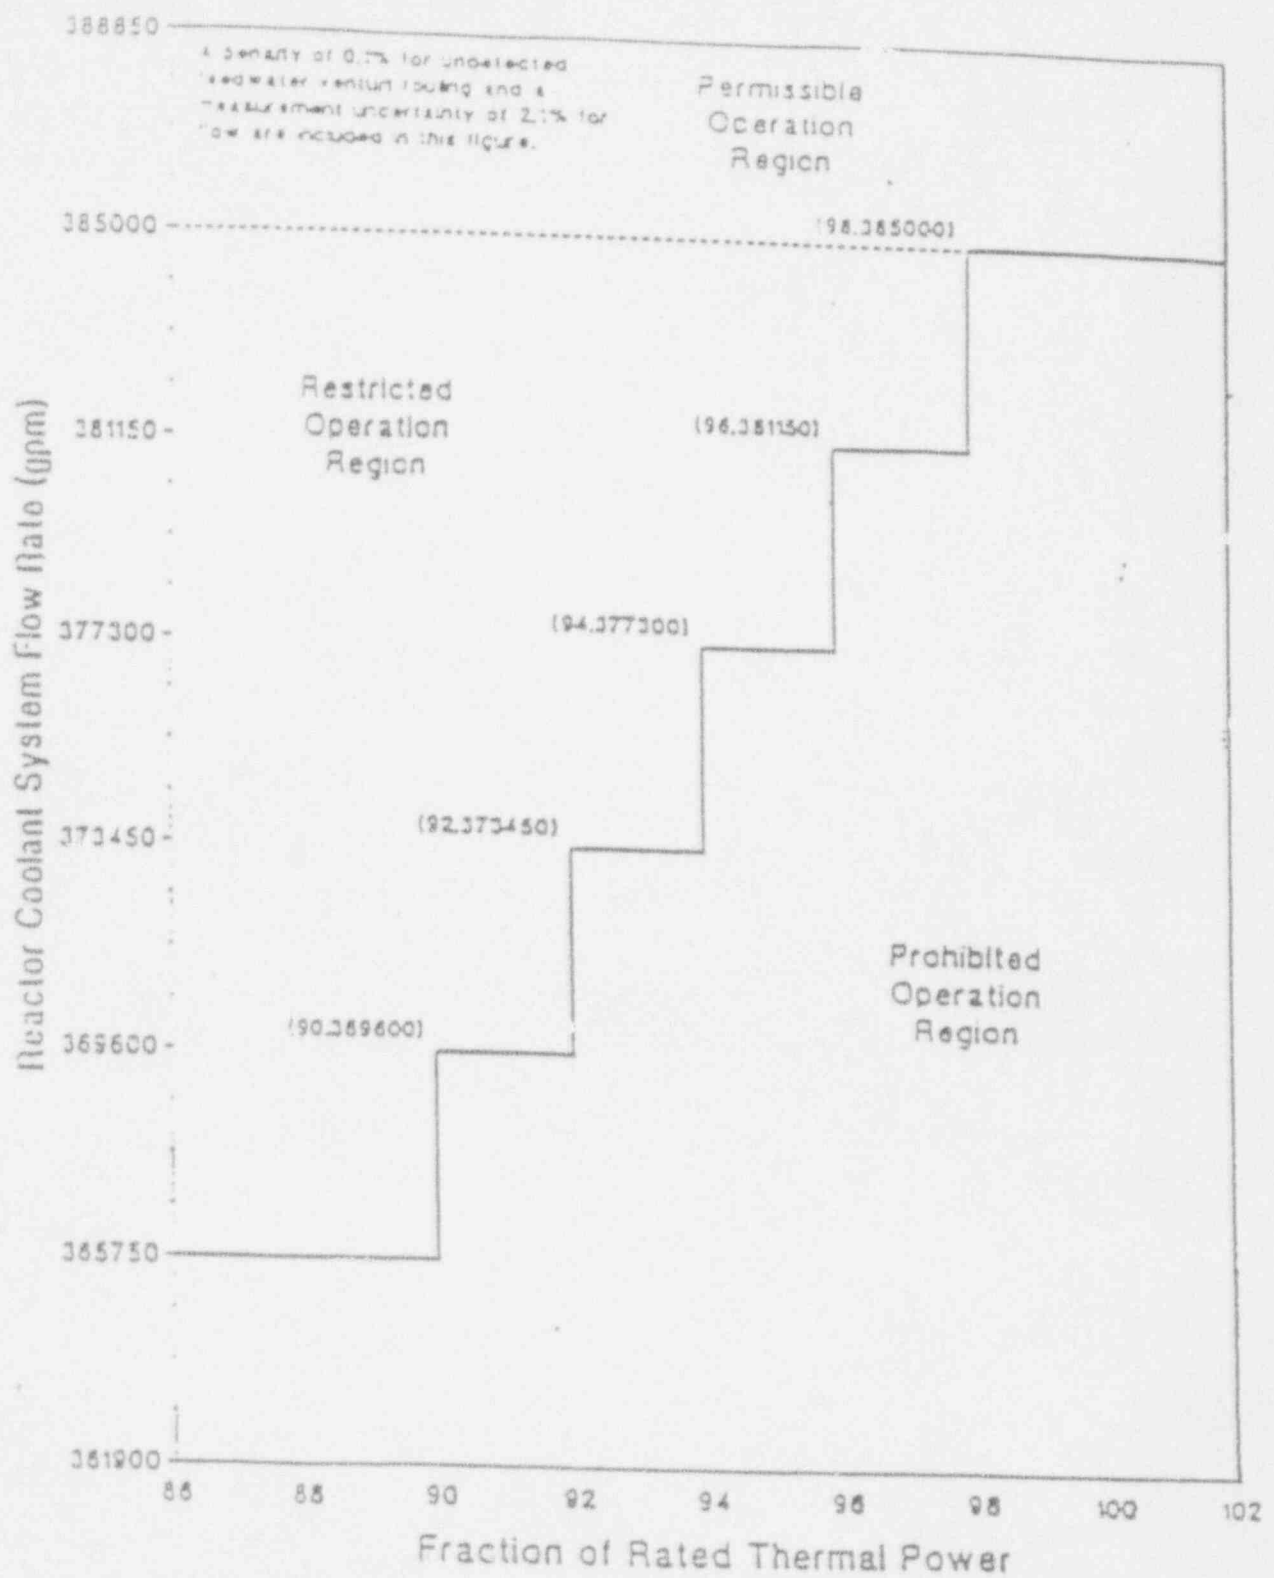 388850
A penalty of 0.1% for undetected
feedwater venturi fouling and a
measurement uncertainty of 2.1% for
flow are included in this figure.
Permissible
Operation
Region
385000
(98,385000)
Restricted
Operation
Region
381150
(96,381150)
377300
(94,377300)
373450
(92,373450)
Prohibited
Operation
Region
369600
(90,369600)
365750
361900
86 88 90 92 94 96 98 100 102
Fraction of Rated Thermal Power
Reactor Coolant System Flow Rate (gpm)